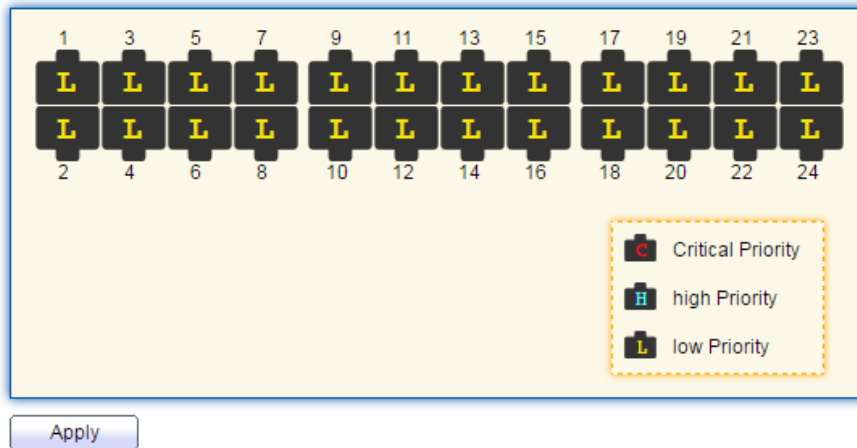 1 3 5 7 9 11 13 15 17 19 21 23
L L L L L L L L L L L L
L L L L L L L L L L L L
2 4 6 8 10 12 14 16 18 20 22 24
C Critical Priority
H high Priority
L low Priority
Apply